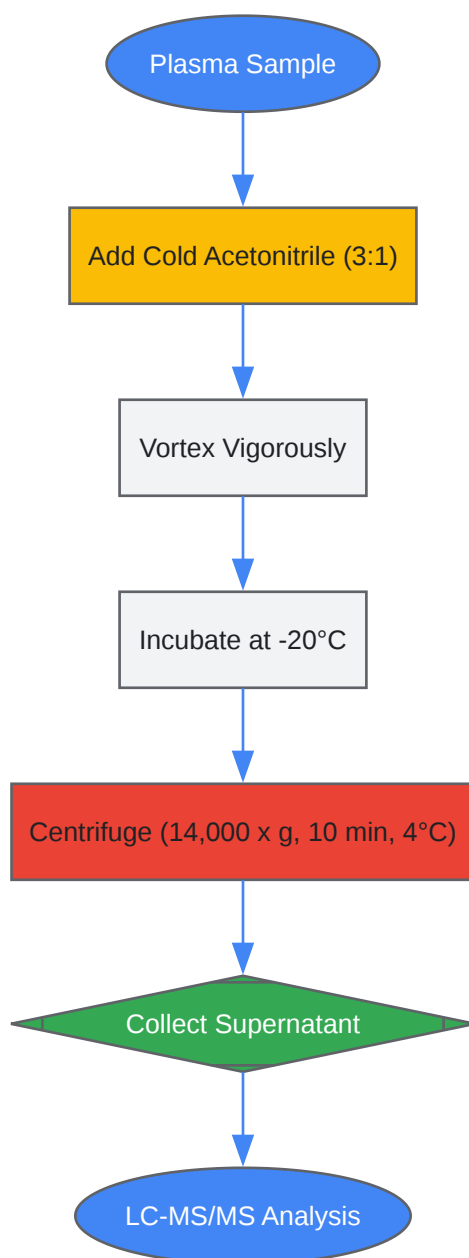 Plasma Sample
Add Cold Acetonitrile (3:1)
Vortex Vigorously
Incubate at -20°C
Centrifuge (14,000 x g, 10 min, 4°C)
Collect Supernatant
LC-MS/MS Analysis